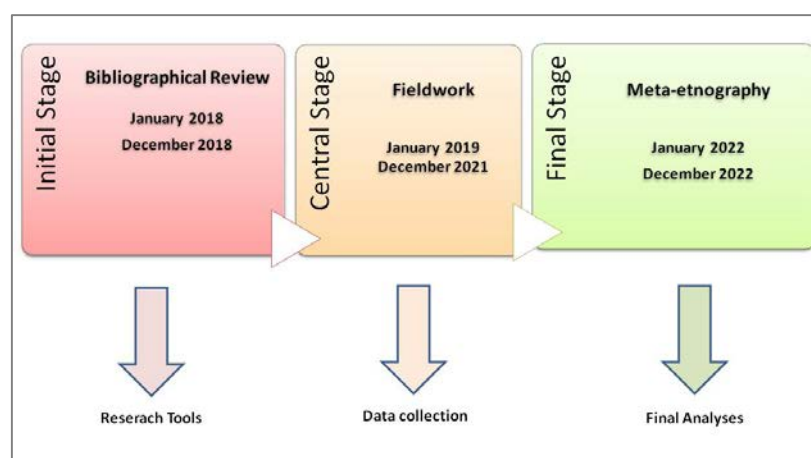 Initial Stage
Bibliographical Review
January 2018
December 2018
Central Stage
Fieldwork
January 2019
December 2021
Final Stage
Meta-etnography
January 2022
December 2022
Reserach Tools
Data collection
Final Analyses